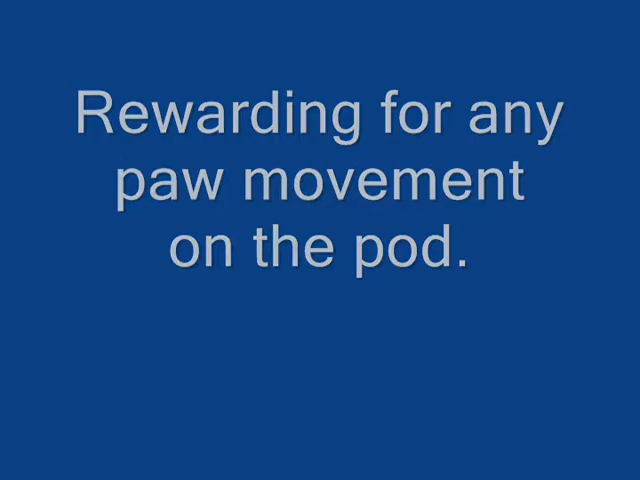 Rewarding for any
paw movement
on the pod.